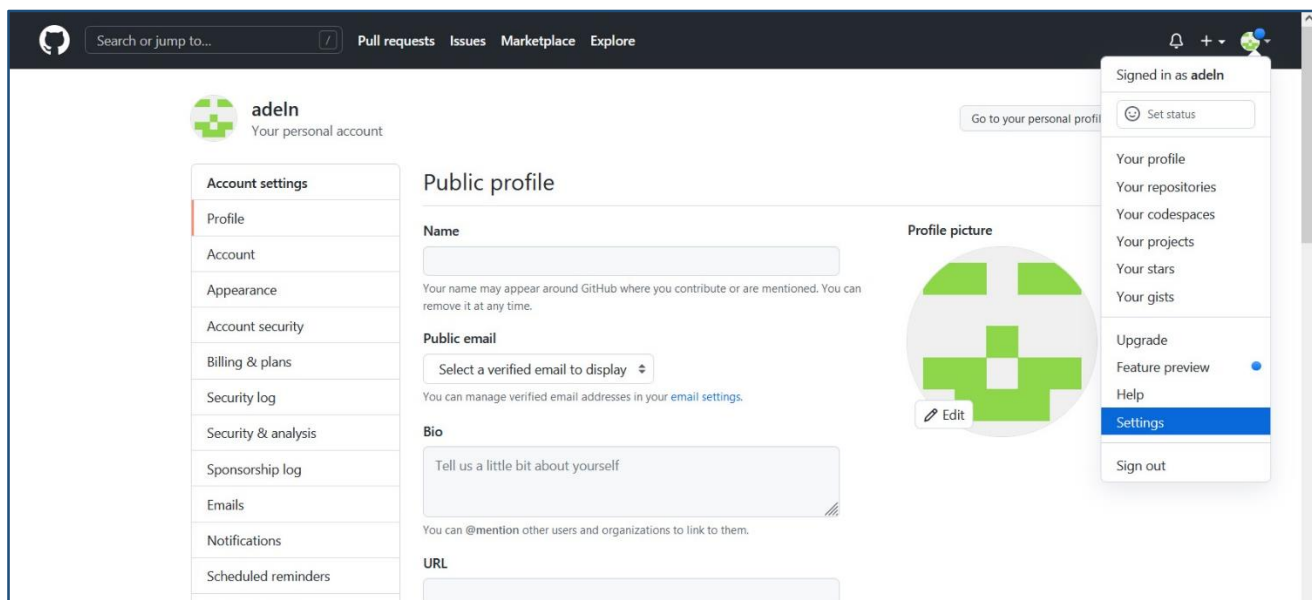 Search or jump to...
/
Pull requests Issues Marketplace Explore
Signed in as adeln
Set status
Your profile
Your repositories
Your codespaces
Your projects
Your stars
Your gists
Upgrade
Feature preview
Help
Settings
Sign out
adeln
Your personal account
Go to your personal profil
Account settings
Profile
Account
Appearance
Account security
Billing & plans
Security log
Security & analysis
Sponsorship log
Emails
Notifications
Scheduled reminders
Public profile
Name
Your name may appear around GitHub where you contribute or are mentioned. You can
remove it at any time.
Public email
Select a verified email to display
You can manage verified email addresses in your email settings.
Bio
Tell us a little bit about yourself
You can @mention other users and organizations to link to them.
URL
Profile picture
Edit